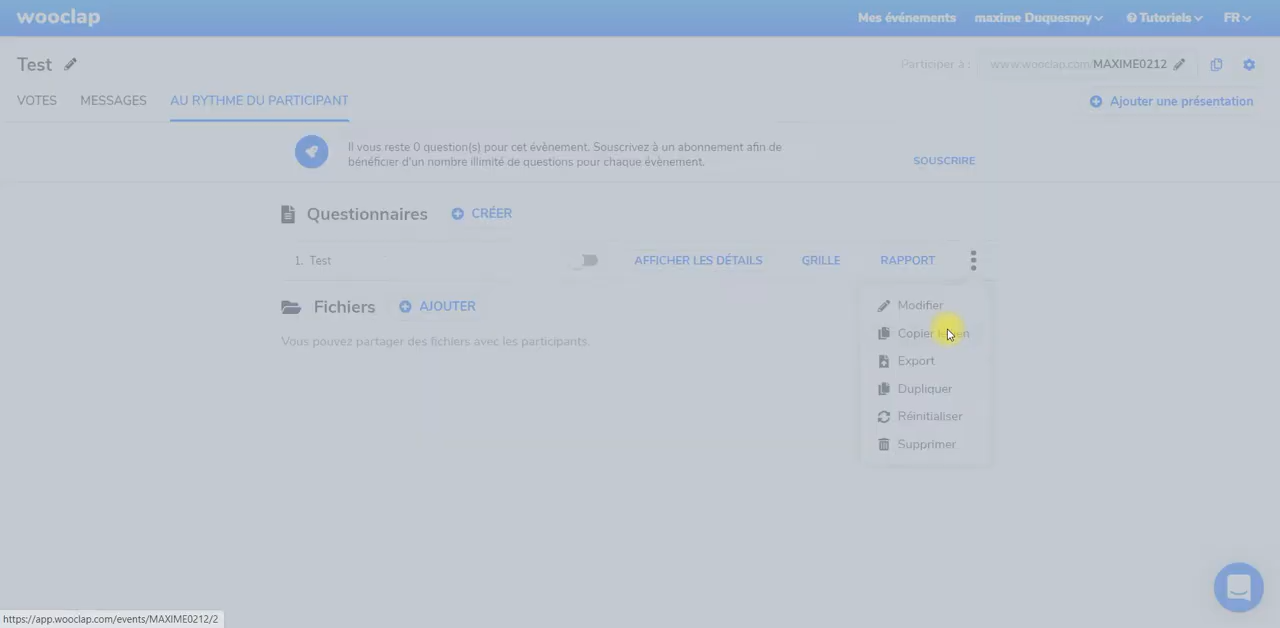 wooclap
Mes événements
maxime Duquesnoy
Tutoriels
FR
Test
Participer à :
www.wooclap.com/MAXIME0212
VOTES
MESSAGES
AU RYTHME DU PARTICIPANT
Ajouter une présentation
Il vous reste 0 question(s) pour cet évènement. Souscrivez à un abonnement afin de
bénéficier d'un nombre illimité de questions pour chaque évènement.
SOUSCRIRE
Questionnaires
CRÉER
1. Test
AFFICHER LES DÉTAILS
GRILLE
RAPPORT
Modifier
Fichiers
AJOUTER
Copier
Vous pouvez partager des fichiers avec les participants.
Export
Dupliquer
Réinitialiser
Supprimer
https://app.wooclap.com/events/MAXIME0212/2